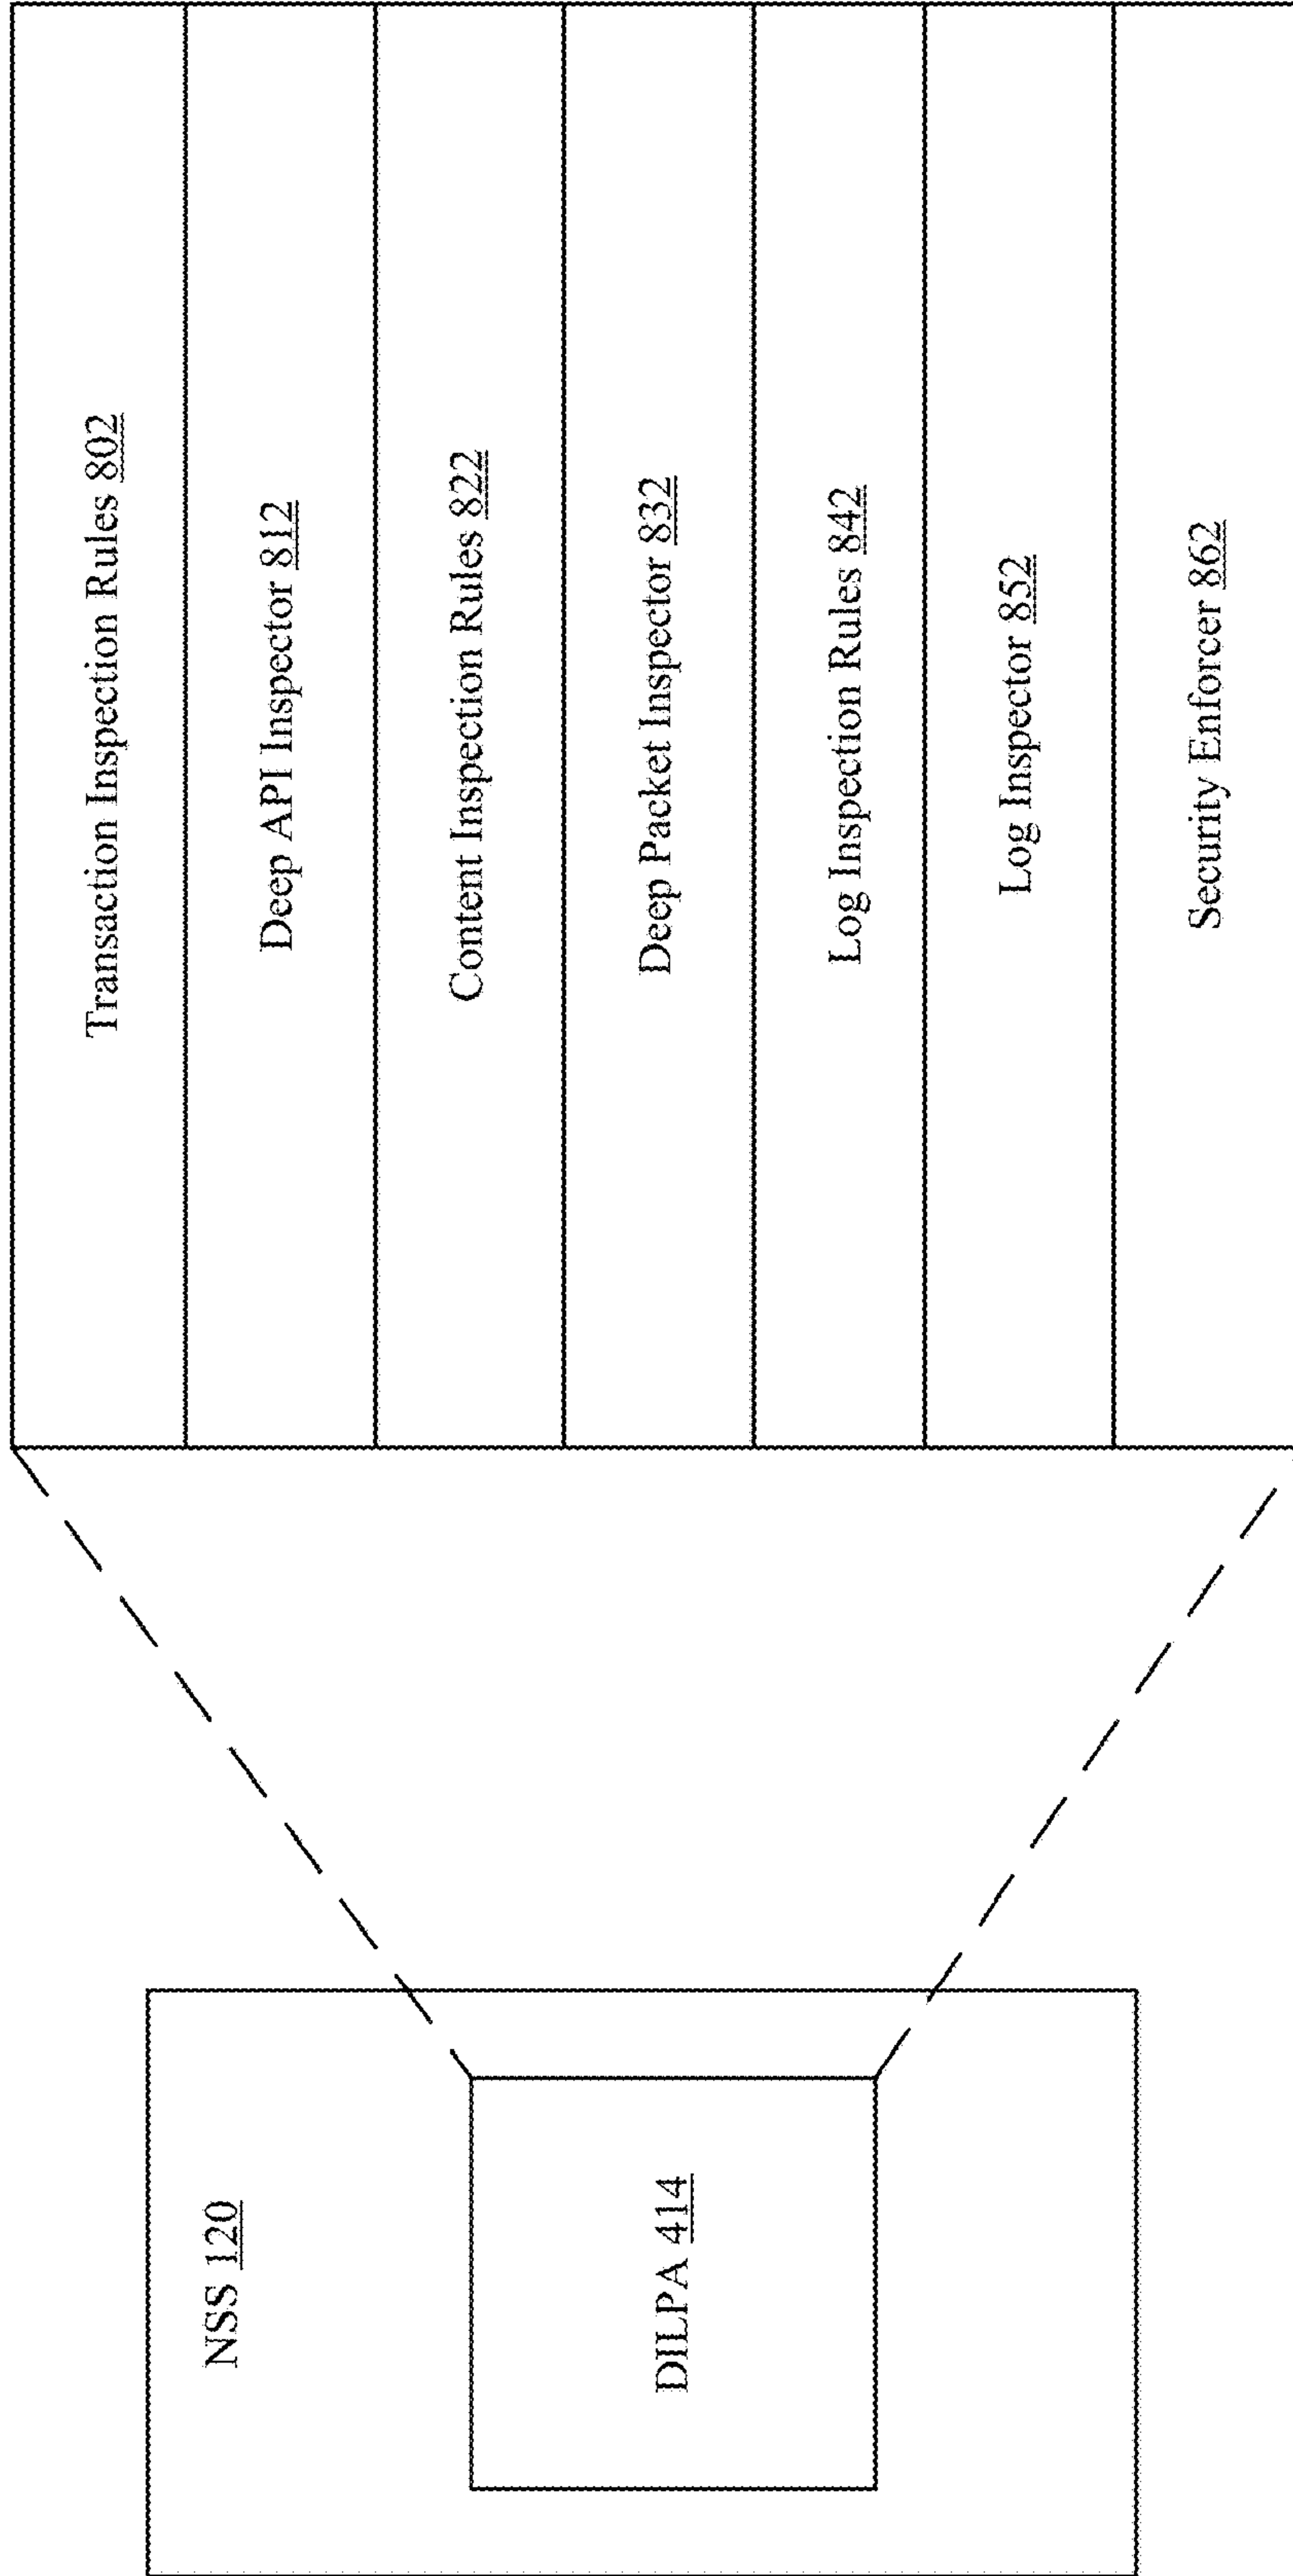 NSS 120
DILPA 414
Transaction Inspection Rules 802
Deep API Inspector 812
Content Inspection Rules 822
Deep Packet Inspector 832
Log Inspection Rules 842
Log Inspector 852
Security Enforcer 862